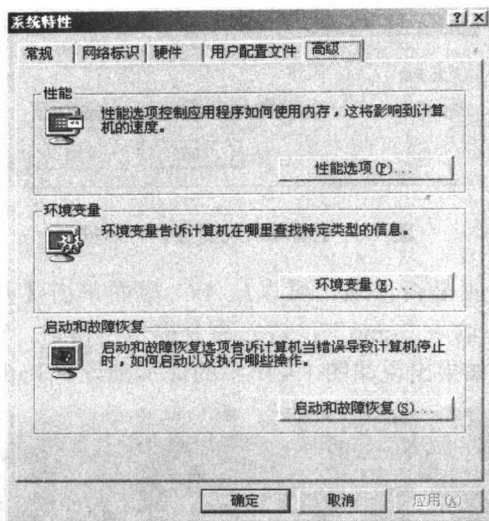 系统特性
常规 网络标识 硬件 用户配置文件 高级
性能
性能选项控制应用程序如何使用内存，这将影响到计算
机的速度。
性能选项(P)...
环境变量
环境变量告诉计算机在哪里查找特定类型的信息。
环境变量(E)...
启动和故障恢复
启动和故障恢复选项告诉计算机当错误导致计算机停止
时，如何启动以及执行哪些操作。
启动和故障恢复(S)...
确定 取消 应用(A)